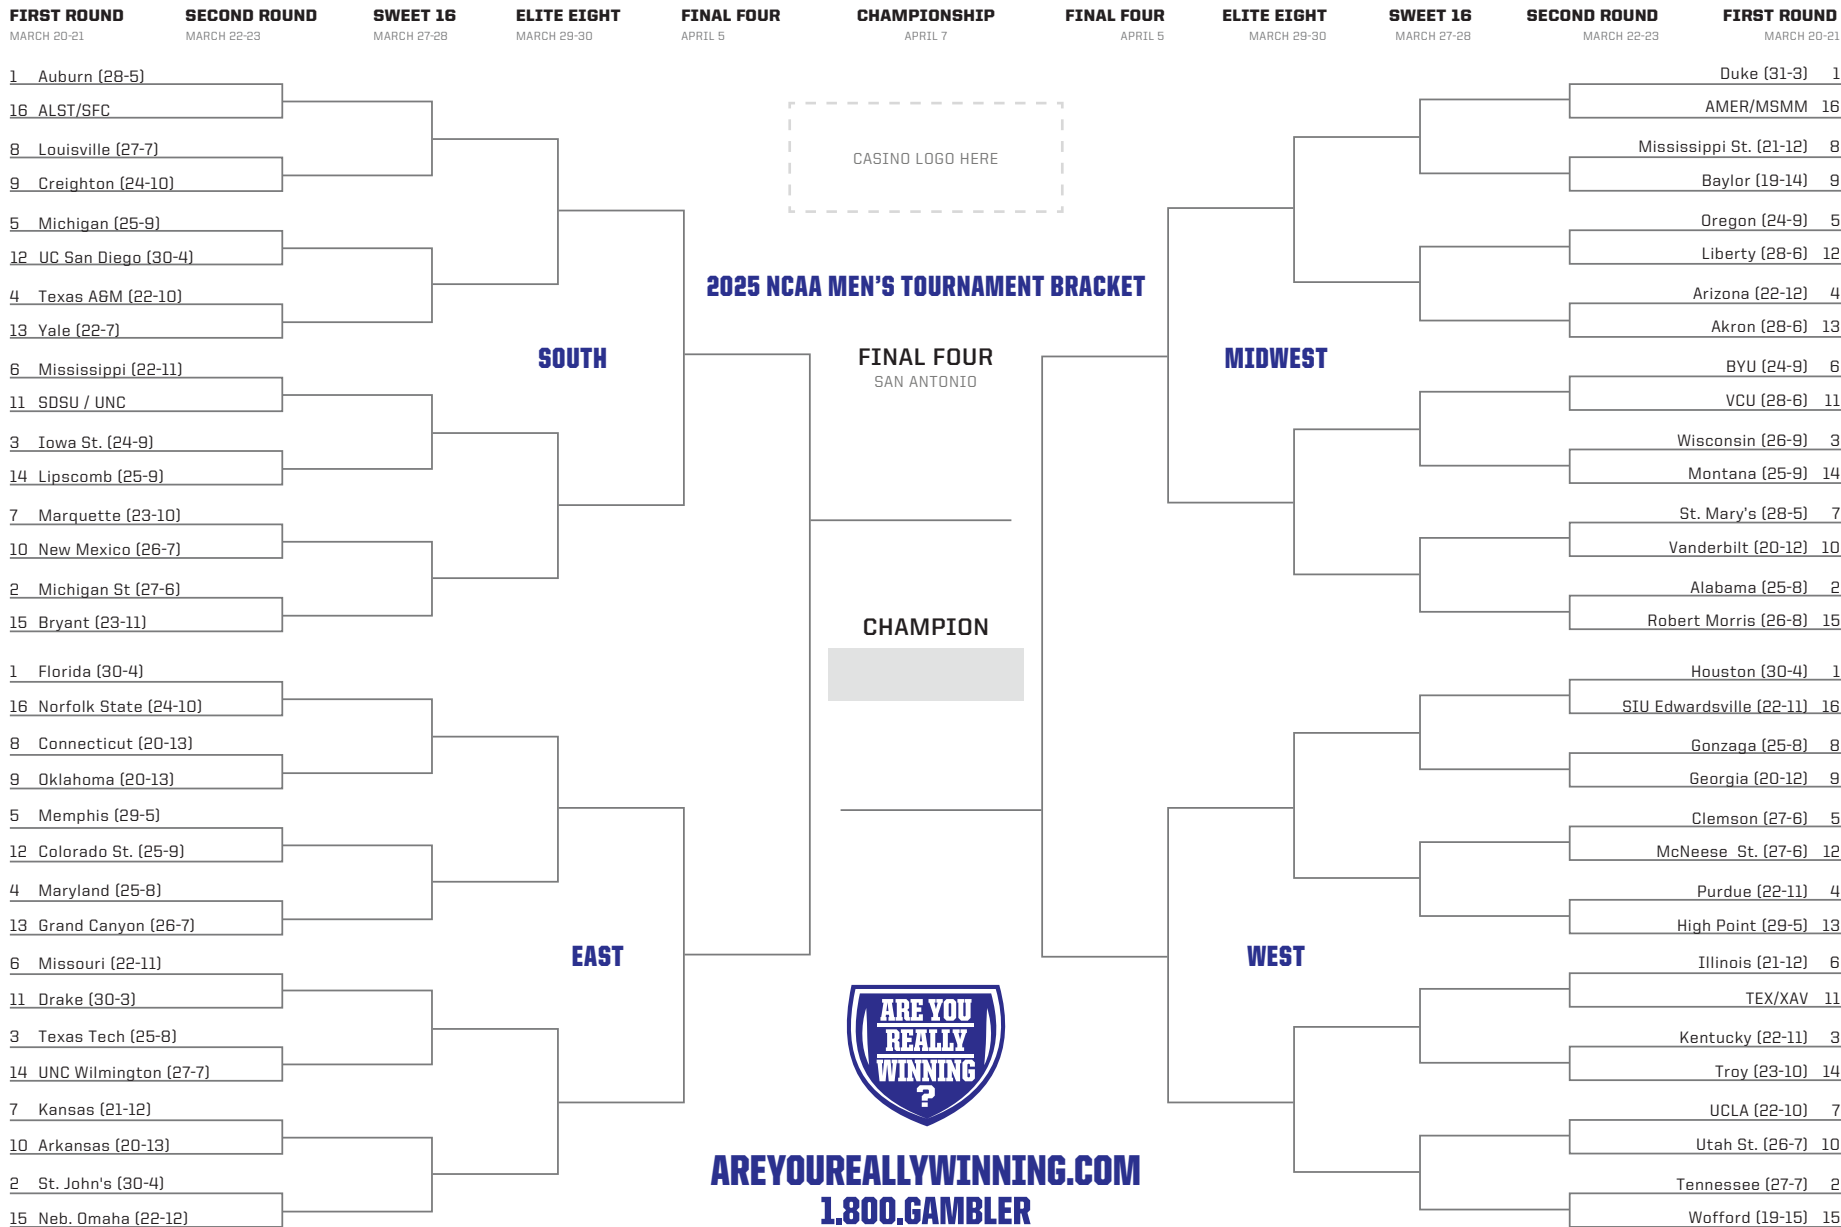 FIRST ROUND SECOND ROUND SWEET 16 ELITE EIGHT FINAL FOUR CHAMPIONSHIP FINAL FOUR ELITE EIGHT SWEET 16 SECOND ROUND FIRST ROUND
MARCH 20-21 MARCH 22-23 MARCH 27-28 MARCH 29-30 APRIL 5 APRIL 7 APRIL 5 MARCH 29-30 MARCH 27-28 MARCH 22-23 MARCH 20-21
1 Auburn (28-5)
16 ALST/SFC
8 Louisville (27-7)
9 Creighton (24-10)
5 Michigan (25-9)
12 UC San Diego (30-4)
4 Texas A&M (22-10)
13 Yale (22-7)
6 Mississippi (22-11)
11 SDSU / UNC
3 Iowa St. (24-9)
14 Lipscomb (25-9)
7 Marquette (23-10)
10 New Mexico (26-7)
2 Michigan St (27-6)
15 Bryant (23-11)
SOUTH
1 Florida (30-4)
16 Norfolk State (24-10)
8 Connecticut (20-13)
9 Oklahoma (20-13)
5 Memphis (29-5)
12 Colorado St. (25-9)
4 Maryland (25-8)
13 Grand Canyon (26-7)
6 Missouri (22-11)
11 Drake (30-3)
3 Texas Tech (25-8)
14 UNC Wilmington (27-7)
7 Kansas (21-12)
10 Arkansas (20-13)
2 St. John's (30-4)
15 Neb. Omaha (22-12)
EAST
CASINO LOGO HERE
2025 NCAA MEN'S TOURNAMENT BRACKET
FINAL FOUR
SAN ANTONIO
CHAMPION
ARE YOU
REALLY
WINNING
?
AREYOUREALLYWINNING.COM
1.800.GAMBLER
Duke (31-3) 1
AMER/MSMM 16
Mississippi St. (21-12) 8
Baylor (19-14) 9
Oregon (24-9) 5
Liberty (28-6) 12
Arizona (22-12) 4
Akron (28-6) 13
BYU (24-9) 6
VCU (28-6) 11
Wisconsin (26-9) 3
Montana (25-9) 14
St. Mary's (28-5) 7
Vanderbilt (20-12) 10
Alabama (25-8) 2
Robert Morris (26-8) 15
MIDWEST
Houston (30-4) 1
SIU Edwardsville (22-11) 16
Gonzaga (25-8) 8
Georgia (20-12) 9
Clemson (27-6) 5
McNeese St. (27-6) 12
Purdue (22-11) 4
High Point (29-5) 13
Illinois (21-12) 6
TEX/XAV 11
Kentucky (22-11) 3
Troy (23-10) 14
UCLA (22-10) 7
Utah St. (26-7) 10
Tennessee (27-7) 2
Wofford (19-15) 15
WEST